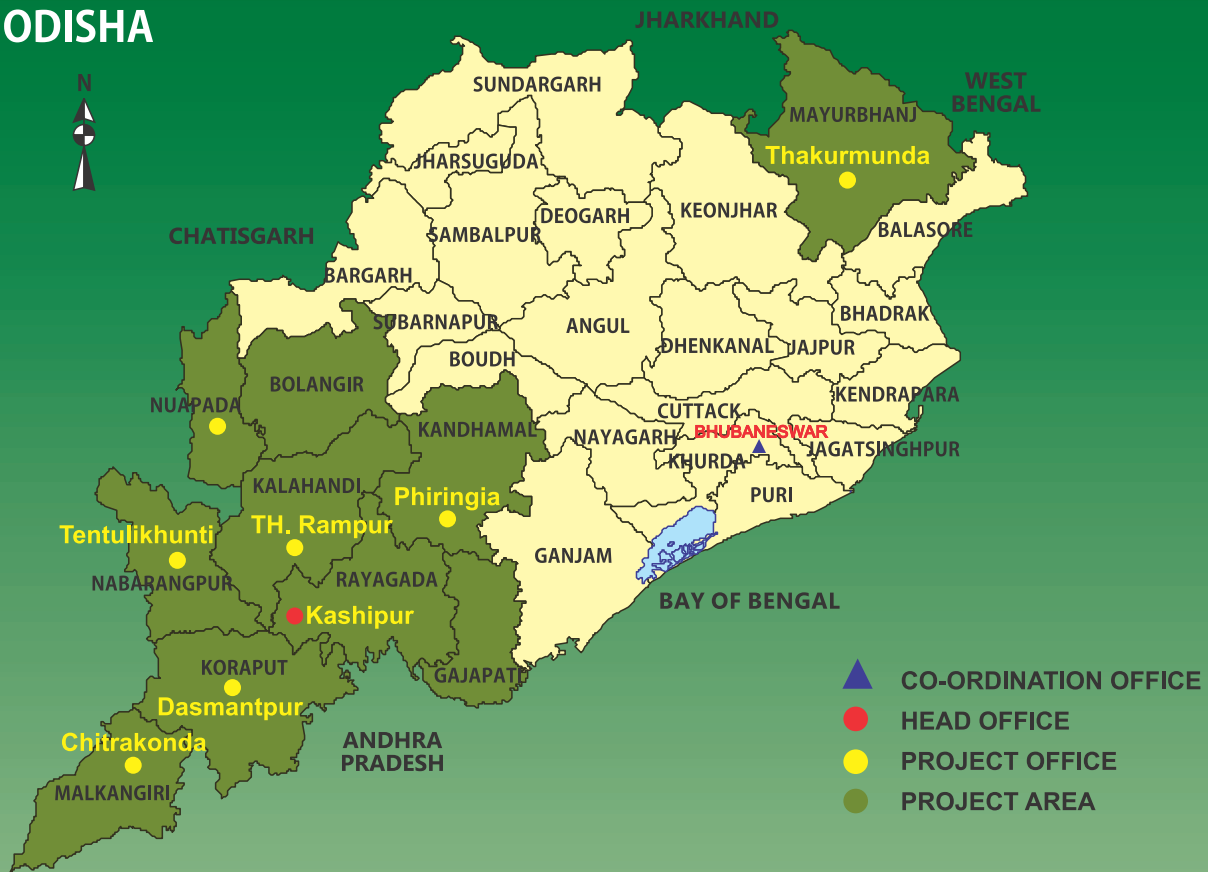 ODISHA
JHARKHAND
N
WEST
BENGAL
SUNDARGARH
MAYURBHANJ
JHARSUGUDA
Thakurmunda
DEOGARH
KEONJHAR
CHATISGARH
SAMBALPUR
BALASORE
BARGARH
SUBARNAPUR
ANGUL
BHADRAK
DHENKANAL
JAJPUR
BOUDH
BOLANGIR
KENDRAPARA
NUAPADA
CUTTACK
KANDHAMAL
NAYAGARH
BHUBANESWAR
JAGATSINGHPUR
KHURDA
KALAHANDI
PURI
Phiringia
TH. Rampur
Tentulikhunti
GANJAM
NABARANGPUR
RAYAGADA
BAY OF BENGAL
Kashipur
KORAPUT
GAJAPATI
CO-ORDINATION OFFICE
Dasmantpur
HEAD OFFICE
Chitrakonda
ANDHRA
PRADESH
PROJECT OFFICE
MALKANGIRI
PROJECT AREA